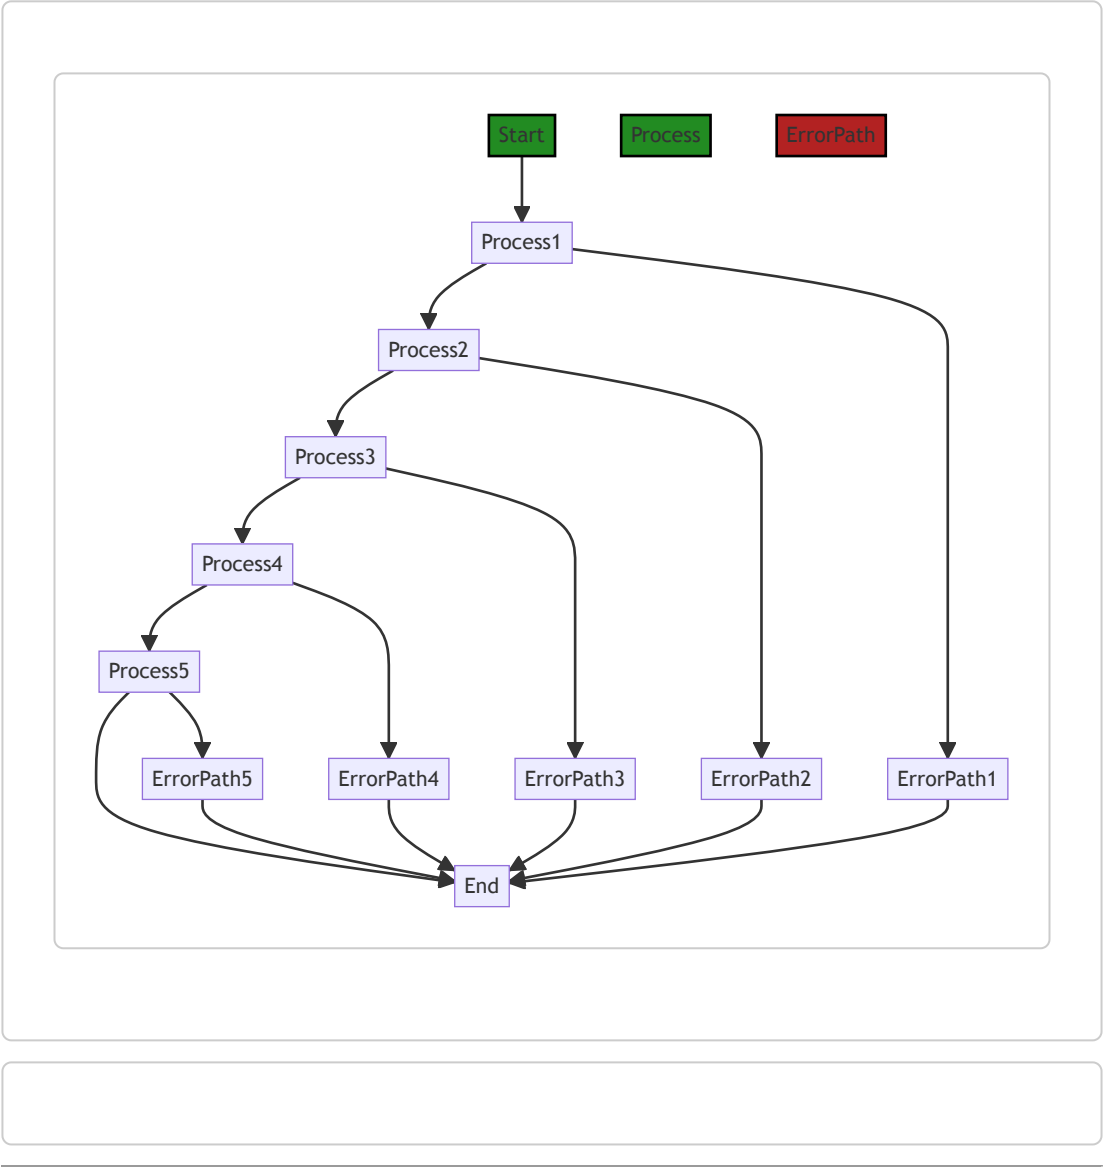 Start Process ErrorPath
Process1
Process2
Process3
Process4
Process5
ErrorPath5 ErrorPath4 ErrorPath3 ErrorPath2 ErrorPath1
End